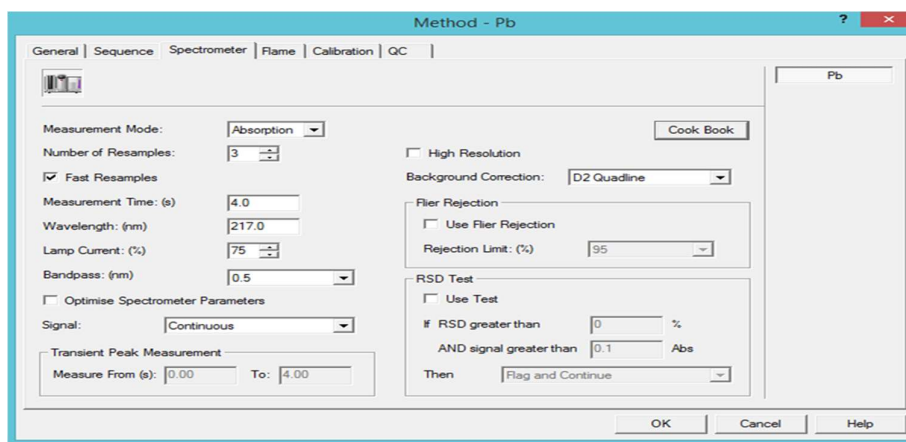 Method - Pb
? ×
General Sequence Spectrometer Flame Calibration QC
Pb
Measurement Mode: Absorption
Cook Book
Number of Resamples: 3
High Resolution
Fast Resamples
Background Correction: D2 Quadline
Measurement Time: (s) 4.0
Flier Rejection
Wavelength: (nm) 217.0
Use Flier Rejection
Lamp Current: (%) 75
Rejection Limit: (%) 95
Bandpass: (nm) 0.5
RSD Test
Optimise Spectrometer Parameters
Use Test
Signal: Continuous
If RSD greater than 0 %
Transient Peak Measurement
AND signal greater than 0.1 Abs
Measure From (s): 0.00 To: 4.00
Then Flag and Continue
OK Cancel Help